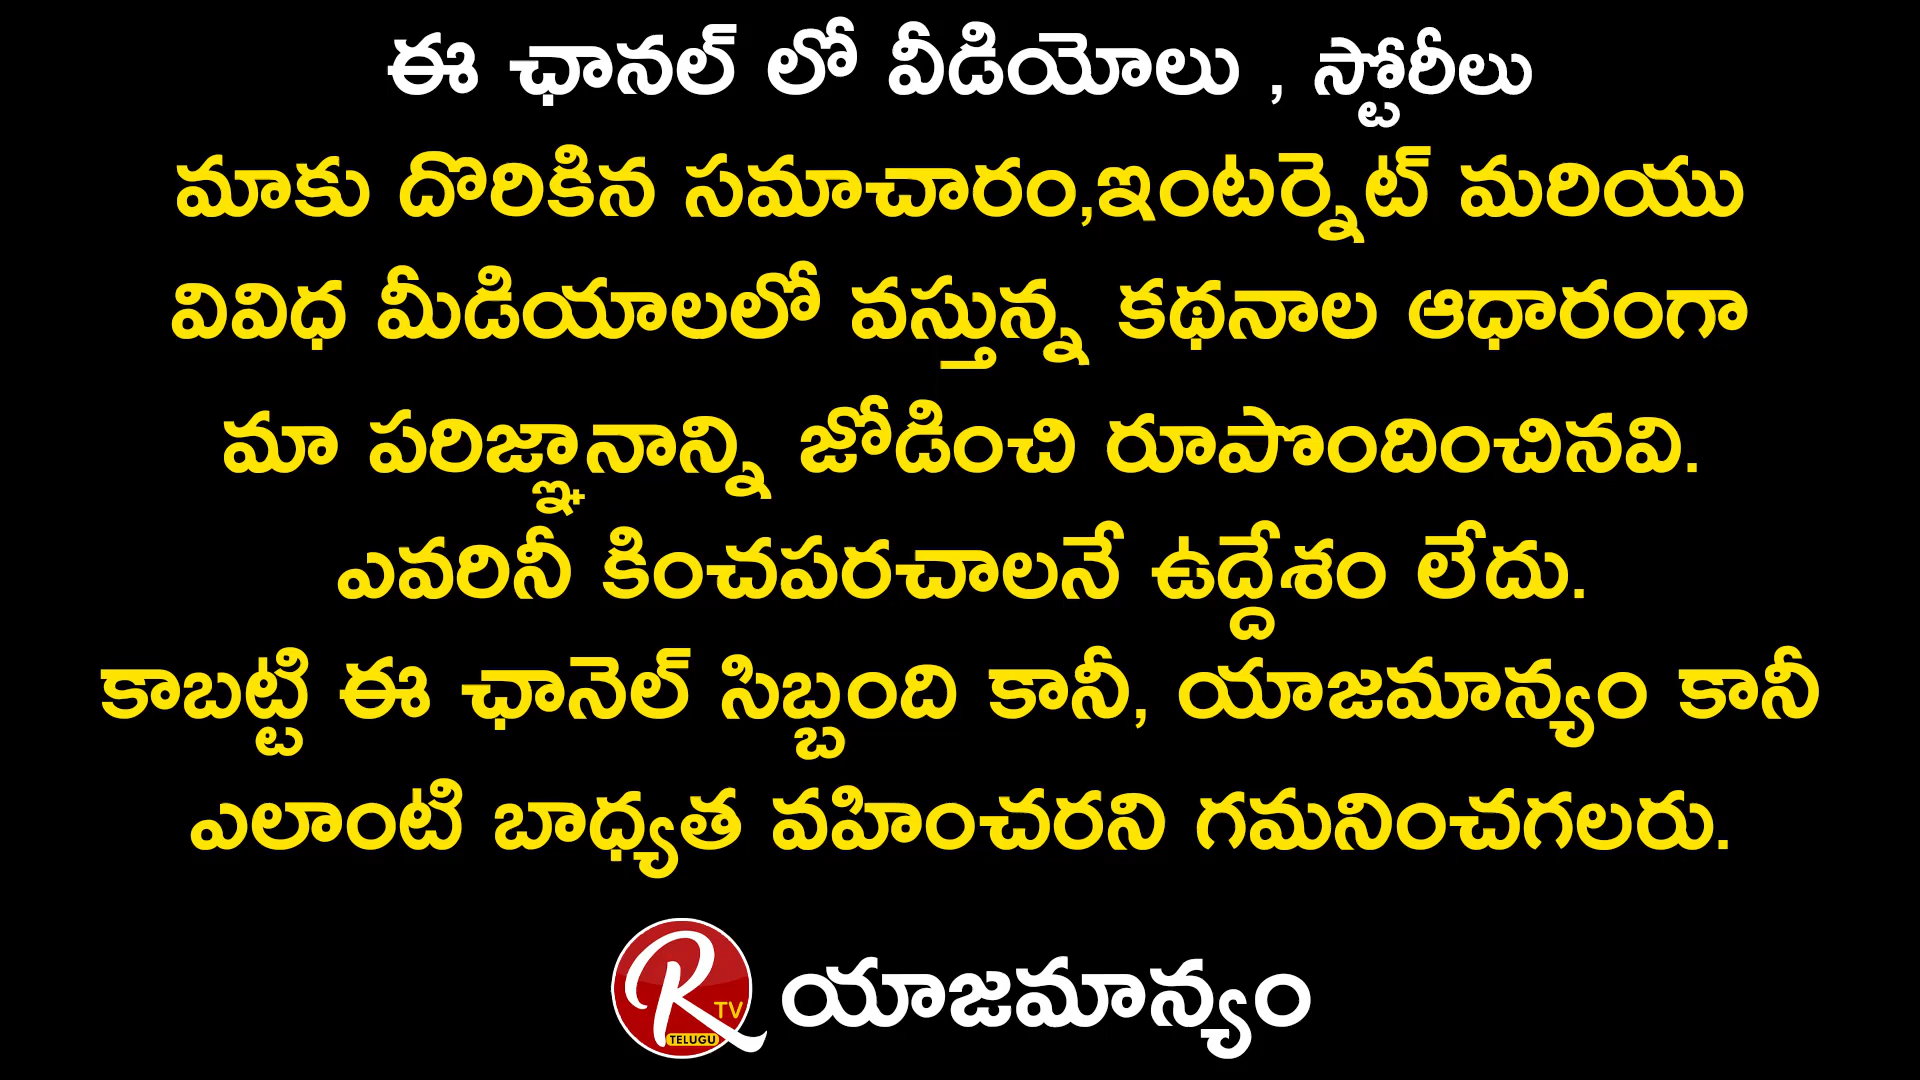 ఈ ఛానల్ లో వీడియోలు , స్టోరీలు
మాకు దొరికిన సమాచారం,ఇంటర్నెట్ మరియు
వివిధ మీడియాలలో వస్తున్న కథనాల ఆధారంగా
మా పరిజ్ఞానాన్ని జోడించి రూపొందించినవి.
ఎవరినీ కించపరచాలనే ఉద్దేశం లేదు.
కాబట్టి ఈ ఛానెల్ సిబ్బంది కానీ, యాజమాన్యం కానీ
ఎలాంటి బాధ్యత వహించరని గమనించగలరు.
R TV TELUGU యాజమాన్యం